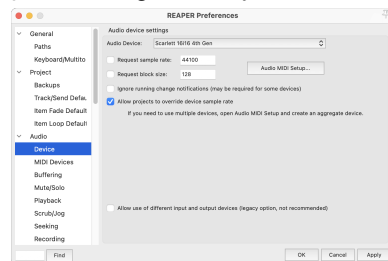 REAPER Preferences
General
Paths
Keyboard/Multito
Project
Backups
Track/Send Defau
Item Fade Default
Item Loop Default
Audio
Device
MIDI Devices
Buffering
Mute/Solo
Playback
Scrub/Jog
Seeking
Recording
Find
Audio device settings
Audio Device: Scarlett 16i16 4th Gen
Request sample rate: 44100
Request block size: 128
Audio MIDI Setup...
Ignore running change notifications (may be required for some devices)
Allow projects to override device sample rate
If you need to use multiple devices, open Audio MIDI Setup and create an aggregate device.
Allow use of different input and output devices (legacy option, not recommended)
OK Cancel Apply